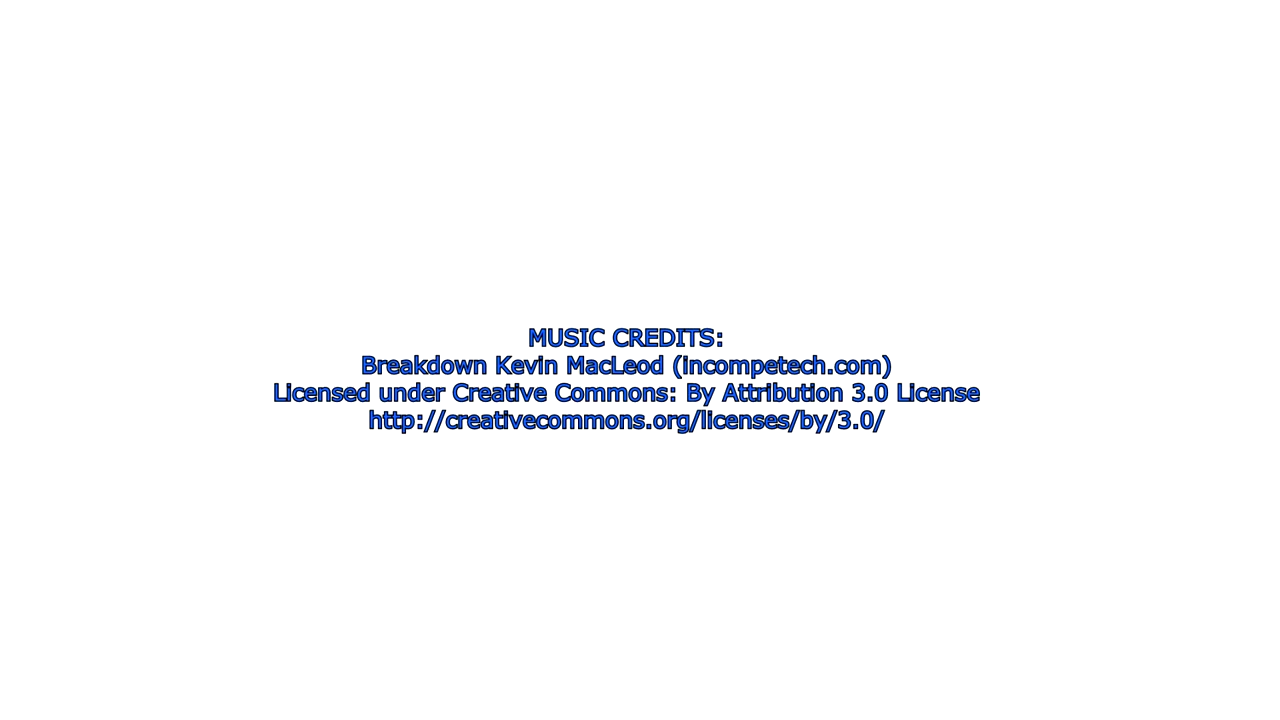 MUSIC CREDITS:
Breakdown Kevin MacLeod (incompetech.com)
Licensed under Creative Commons: By Attribution 3.0 License
http://creativecommons.org/licenses/by/3.0/